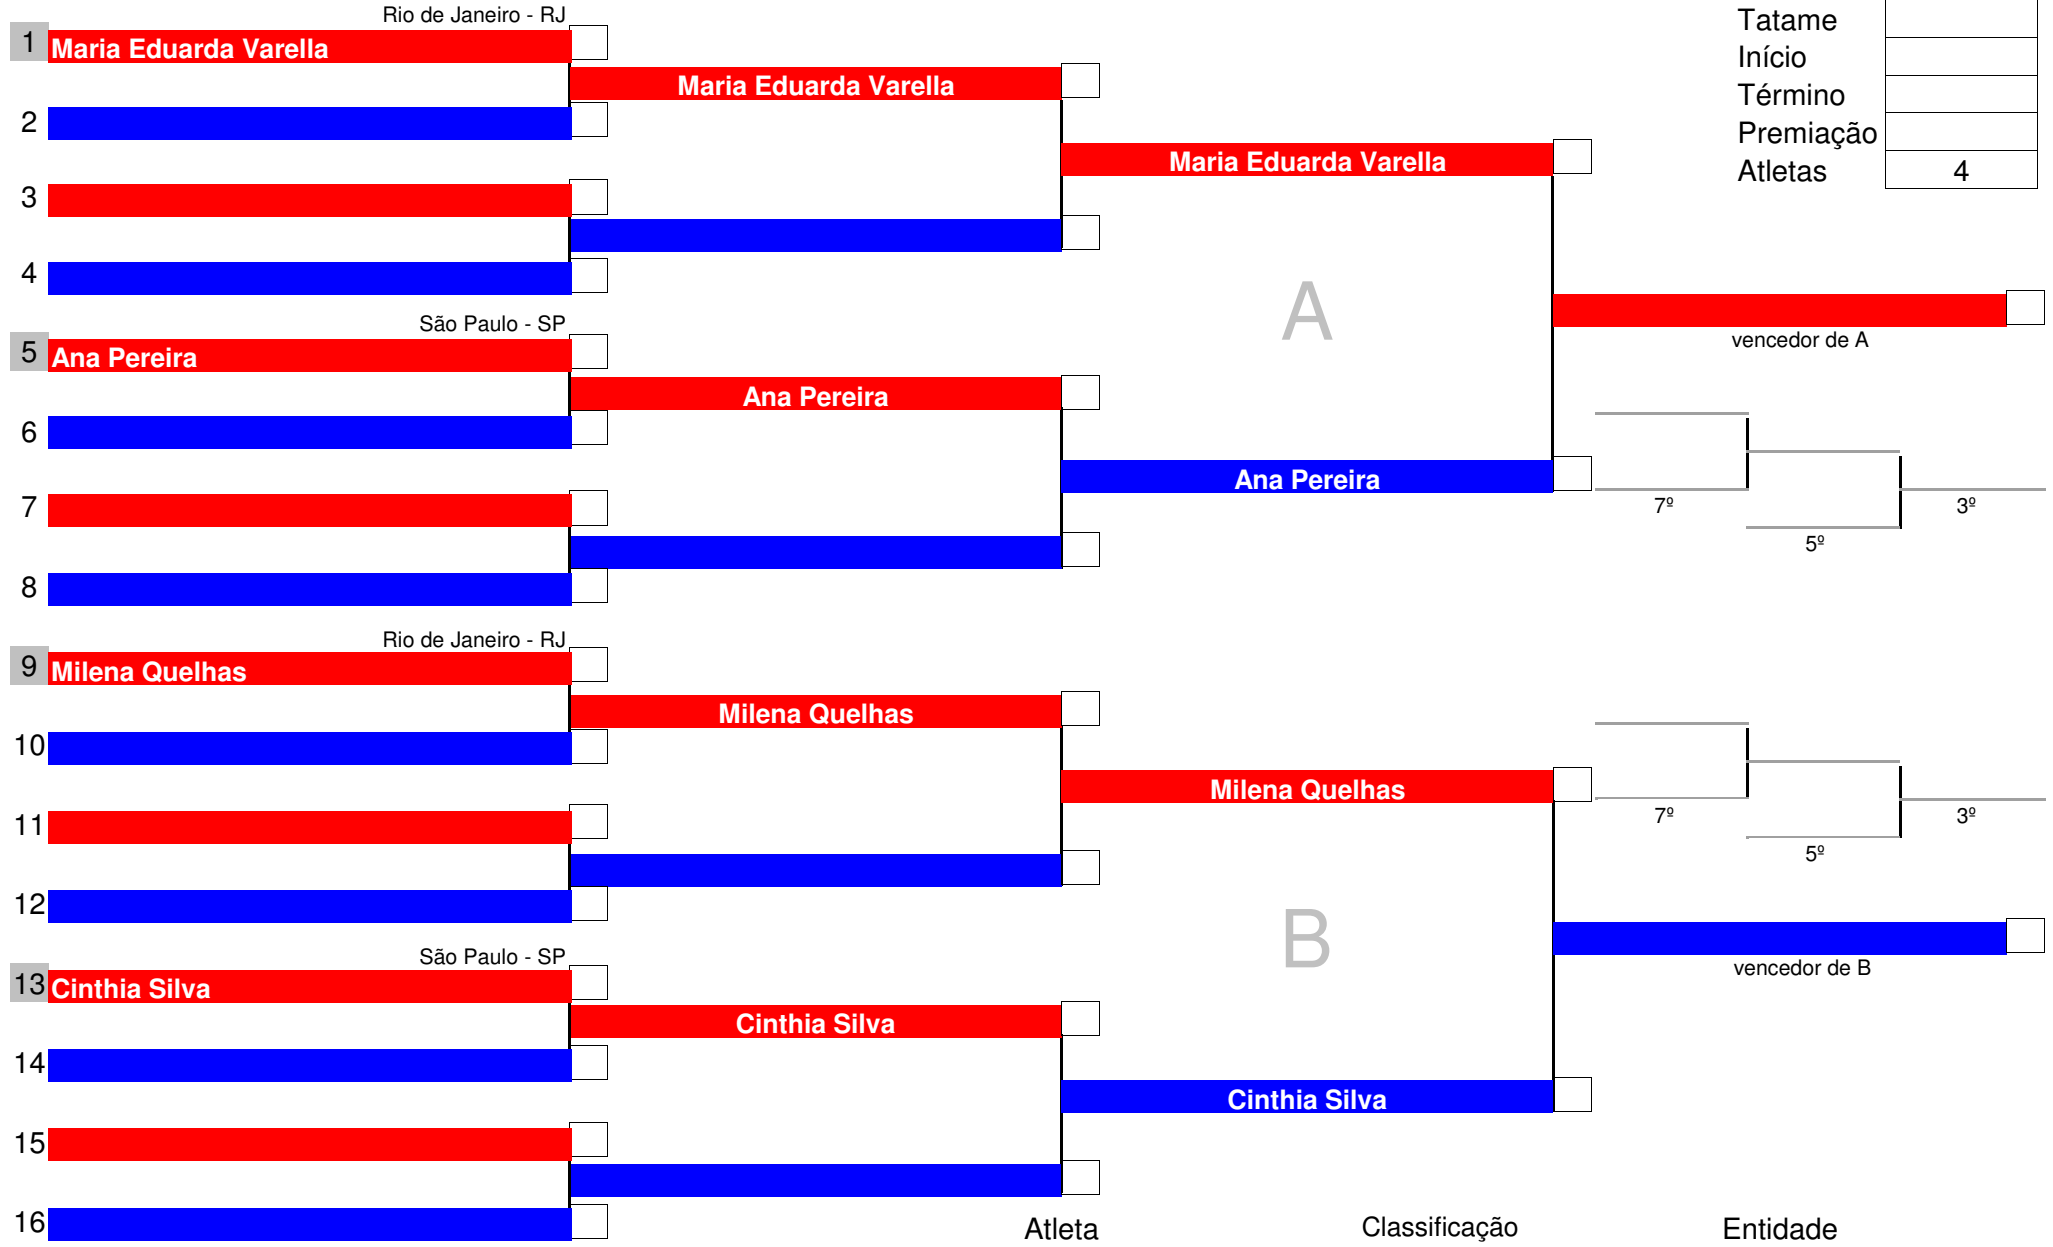 Rio de Janeiro - RJ
Tatame
1 Maria Eduarda Varella
Início
Maria Eduarda Varella
Término
2
Premiação
Maria Eduarda Varella
Atletas 4
3
4
A
São Paulo - SP
vencedor de A
5 Ana Pereira
Ana Pereira
6
Ana Pereira
7
7º
3º
5º
8
Rio de Janeiro - RJ
9 Milena Quelhas
Milena Quelhas
10
Milena Quelhas
7º
3º
11
5º
12
B
São Paulo - SP
vencedor de B
13 Cinthia Silva
Cinthia Silva
14
Cinthia Silva
15
16
Atleta Classificação Entidade